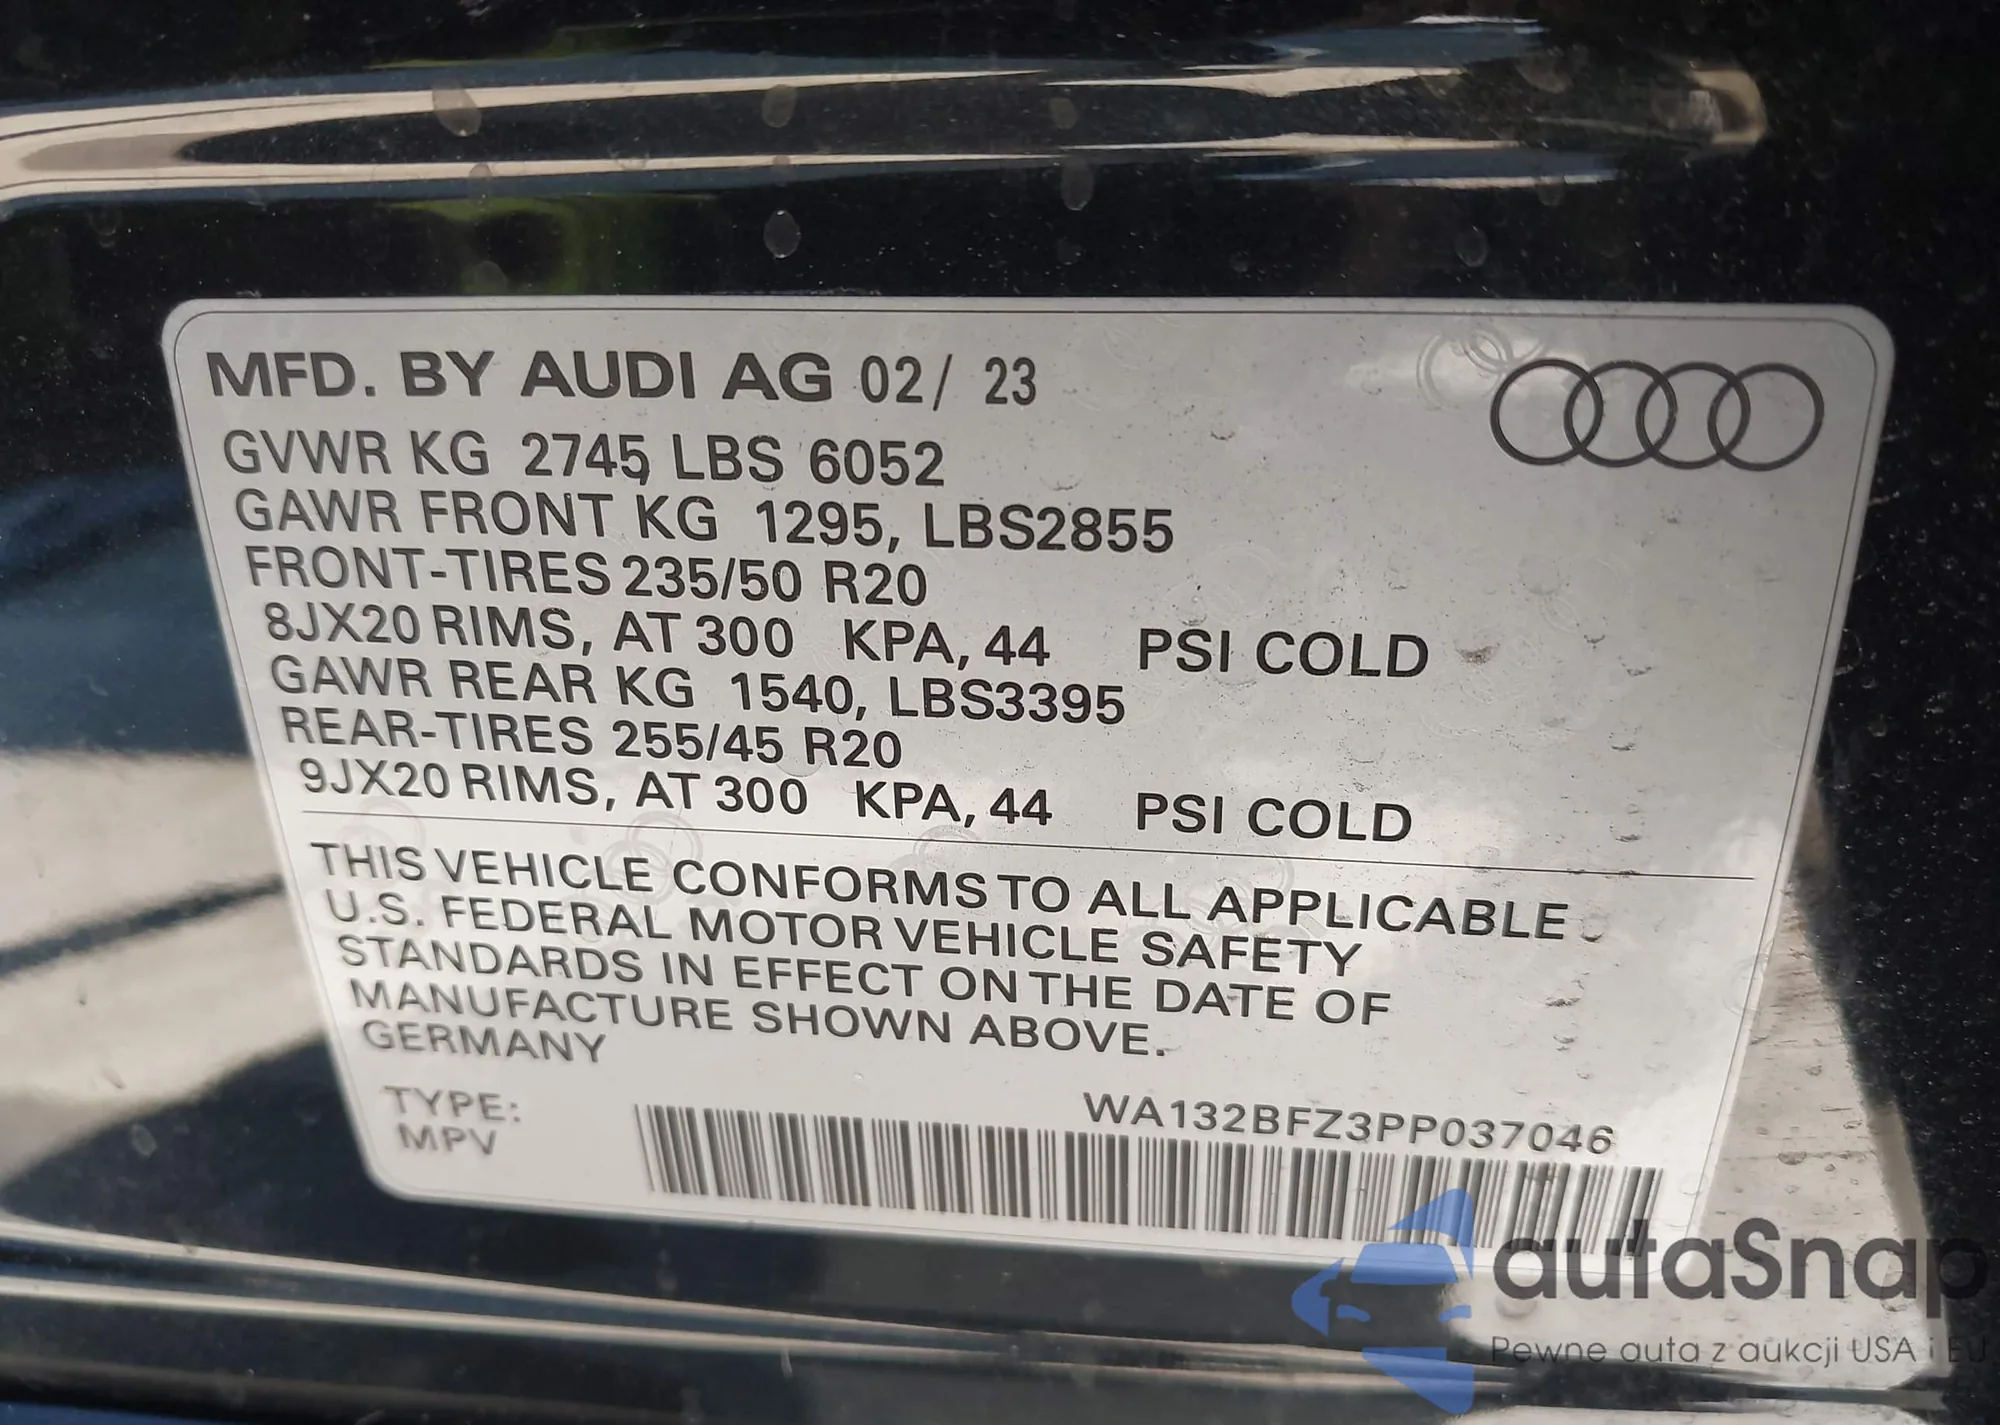 MFD. BY AUDI AG 02/ 23
GVWR KG 2745, LBS 6052
GAWR FRONT KG 1295, LBS2855
FRONT-TIRES 235/50 R20
8JX20 RIMS, AT 300 KPA, 44 PSI COLD
GAWR REAR KG 1540, LBS3395
REAR-TIRES 255/45 R20
9JX20 RIMS, AT 300 KPA, 44 PSI COLD
THIS VEHICLE CONFORMS TO ALL APPLICABLE
U.S. FEDERAL MOTOR VEHICLE SAFETY
STANDARDS IN EFFECT ON THE DATE OF
MANUFACTURE SHOWN ABOVE.
GERMANY
TYPE:
MPV
WA132BFZ3PP037046
autaSnap
Pewne auta z aukcji USA i EU